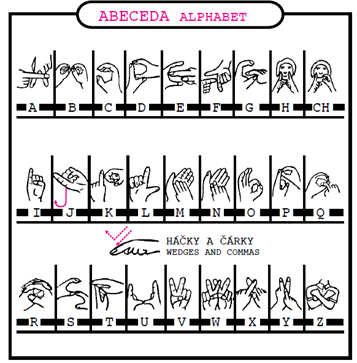 ABECEDA ALPHABET
A B C D E F G H CH
I J K L M N O P Q
HÁČKY A ČÁRKY
WEDGES AND COMMAS
R S T U V W X Y Z